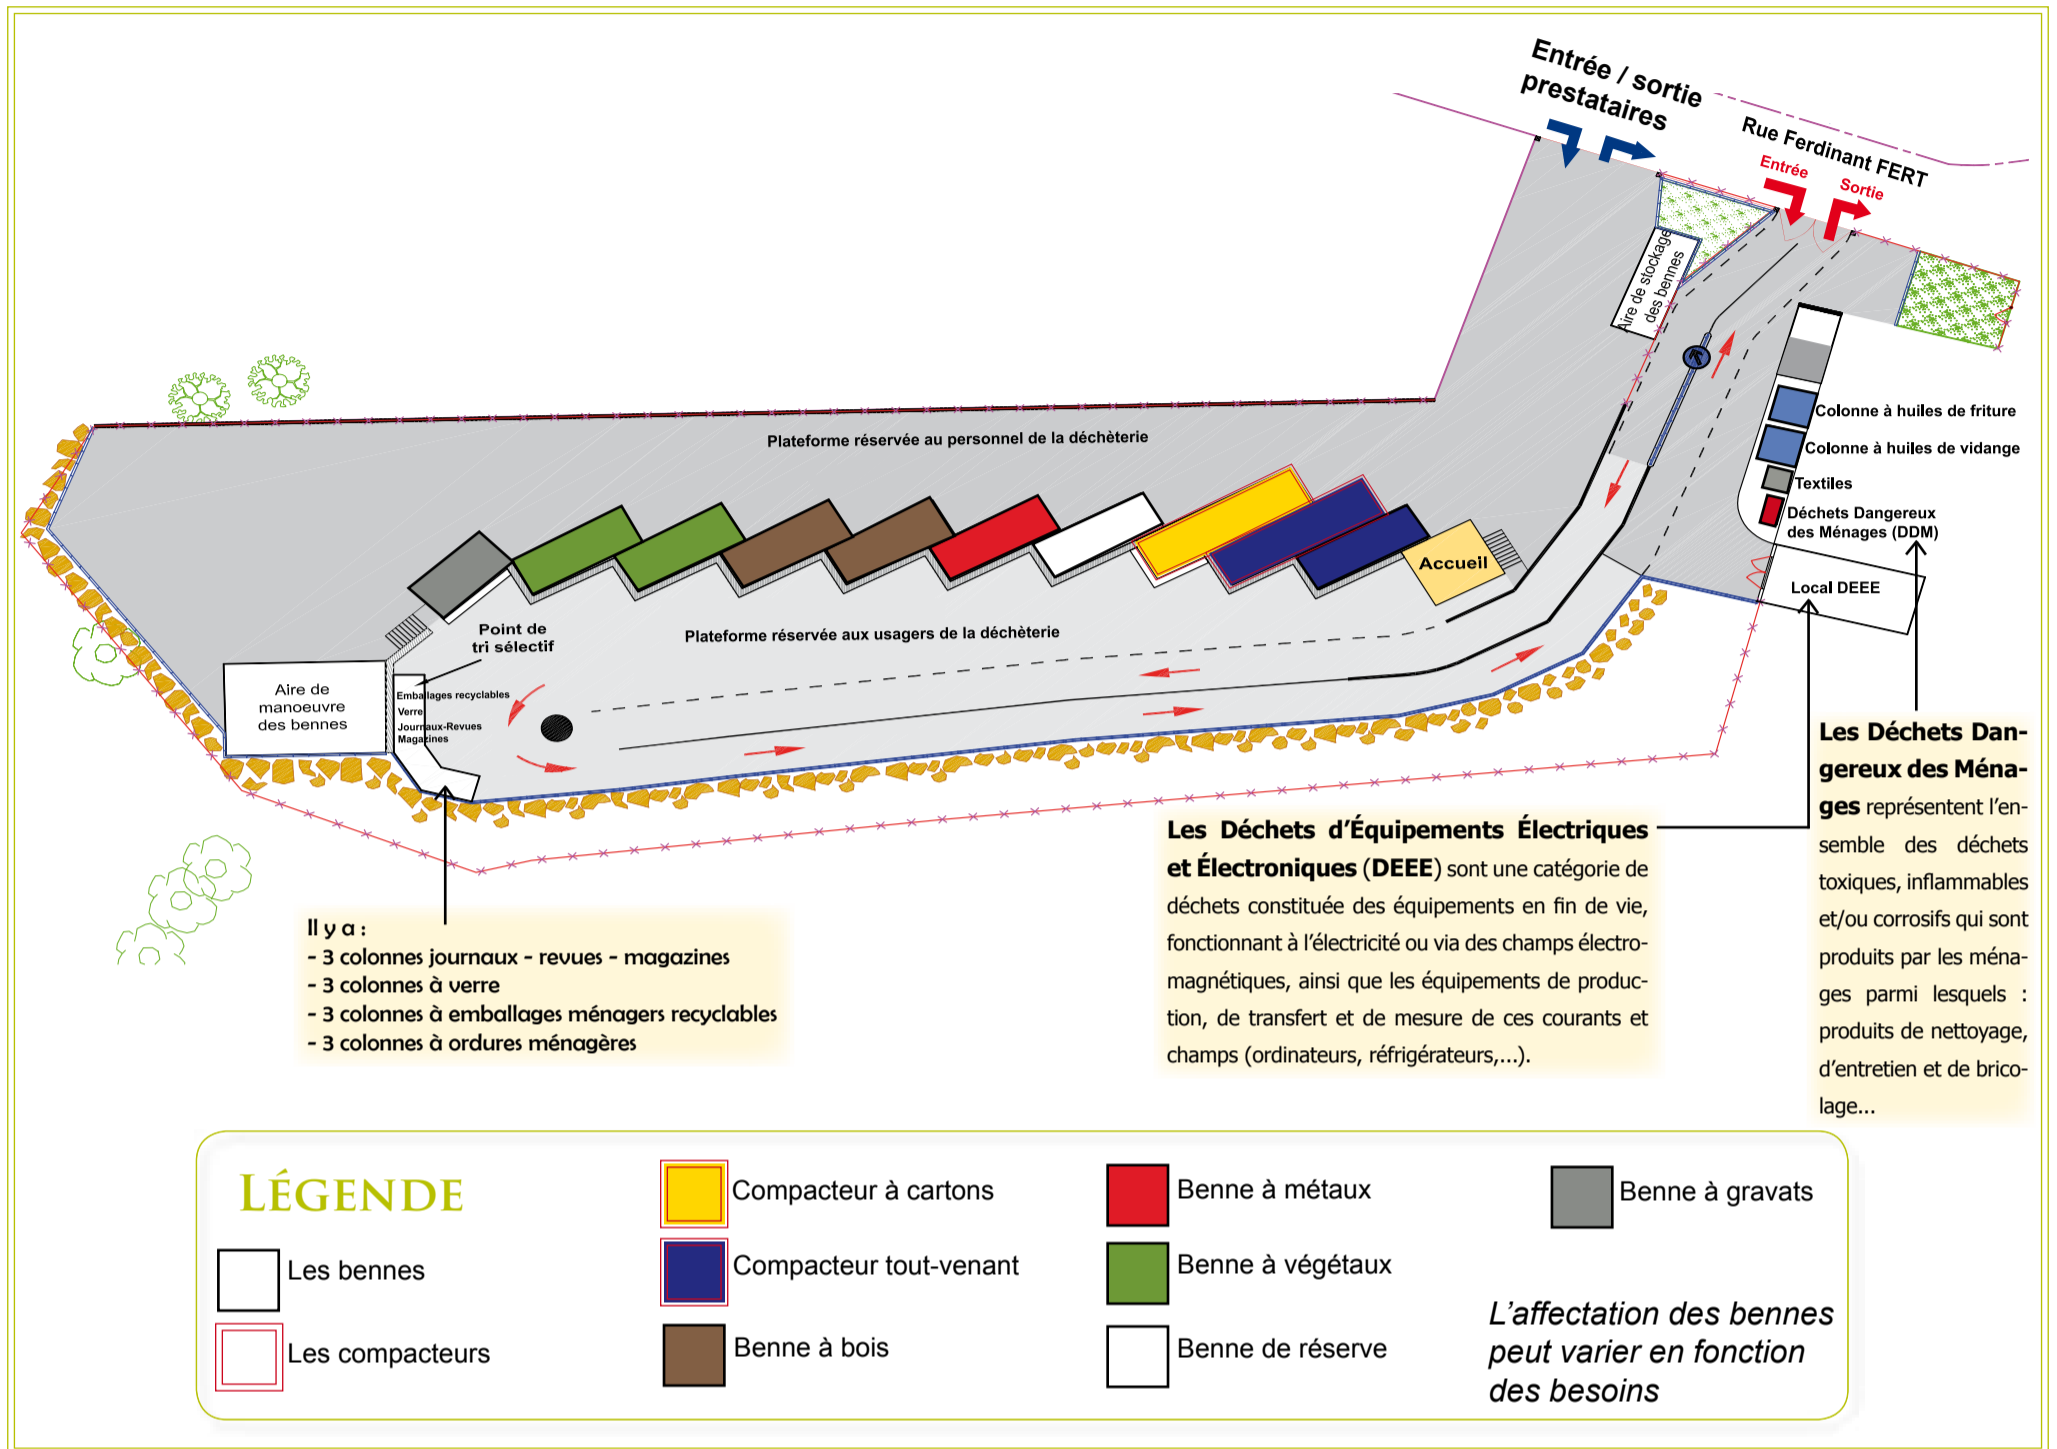 Entrée / sortie
prestataires
Rue Ferdinant FERT
Entrée
Sortie
Aire de stockage
des bennes
Colonne à huiles de friture
Colonne à huiles de vidange
Textiles
Déchets Dangereux
des Ménages (DDM)
Local DEEE
Plateforme réservée au personnel de la déchèterie
Accueil
Plateforme réservée aux usagers de la déchèterie
Point de
tri sélectif
Aire de
manoeuvre
des bennes
Emballages recyclables
Verre
Journaux-Revues
Magazines
Il y a :
- 3 colonnes journaux - revues - magazines
- 3 colonnes à verre
- 3 colonnes à emballages ménagers recyclables
- 3 colonnes à ordures ménagères
Les Déchets d’Équipements Électriques
et Électroniques (DEEE) sont une catégorie de
déchets constituée des équipements en fin de vie,
fonctionnant à l’électricité ou via des champs électro-
magnétiques, ainsi que les équipements de produc-
tion, de transfert et de mesure de ces courants et
champs (ordinateurs, réfrigérateurs,...).
Les Déchets Dan-
gereux des Ména-
ges représentent l’en-
semble des déchets
toxiques, inflammables
et/ou corrosifs qui sont
produits par les ména-
ges parmi lesquels :
produits de nettoyage,
d’entretien et de brico-
lage...
LÉGENDE
Les bennes
Les compacteurs
Compacteur à cartons
Compacteur tout-venant
Benne à bois
Benne à métaux
Benne à végétaux
Benne de réserve
Benne à gravats
L’affectation des bennes
peut varier en fonction
des besoins